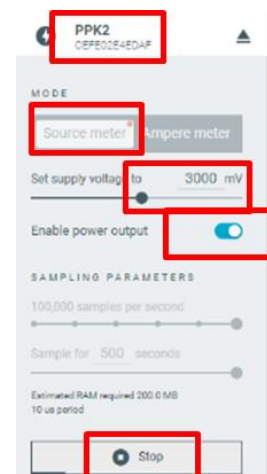 PPK2
CEFE02E4EDAF
MODE
Source meter Ampere meter
Set supply voltage to 3000 mV
Enable power output
SAMPLING PARAMETERS
100,000 samples per second
Sample for 500 seconds
Estimated RAM required 200.0 MB
10 us period
Stop